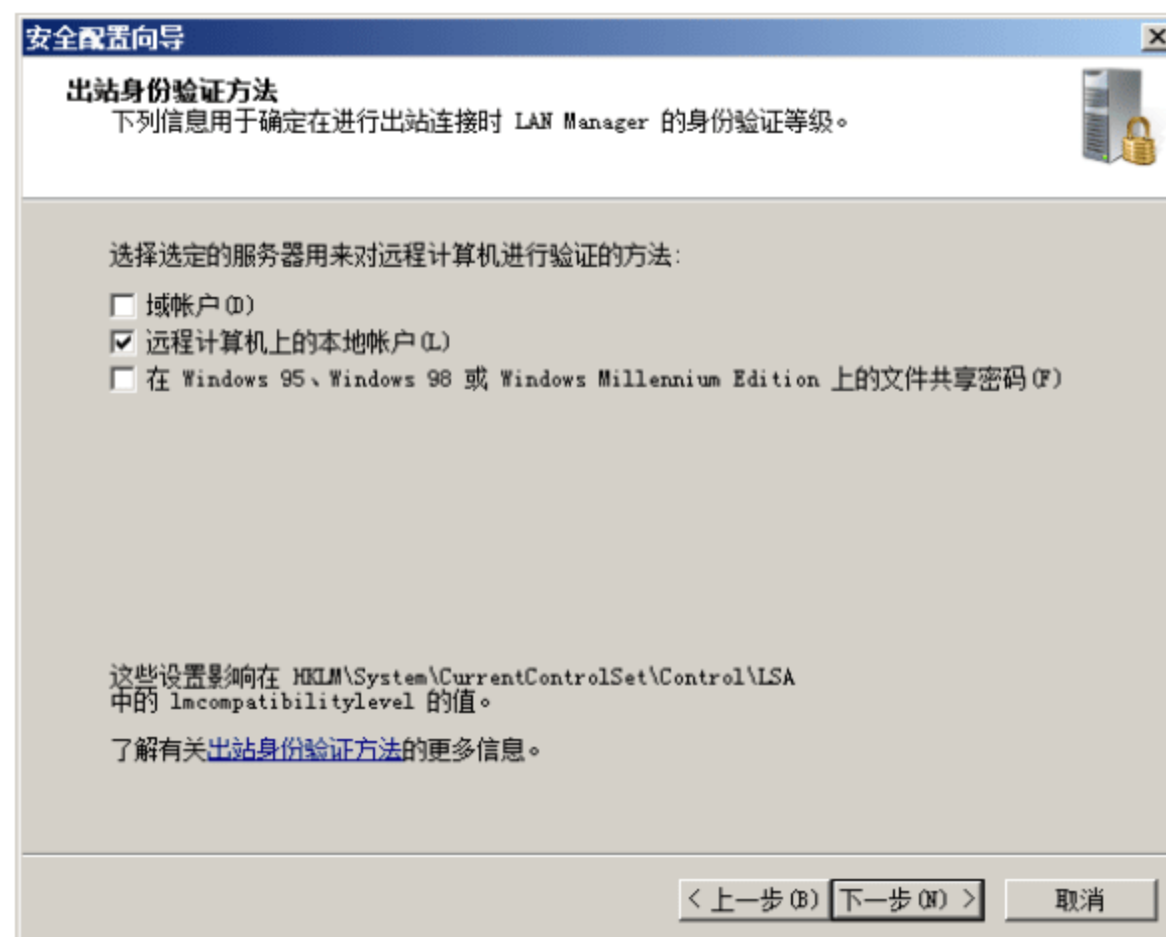 安全配置向导
出站身份验证方法
下列信息用于确定在进行出站连接时 LAN Manager 的身份验证等级。
选择选定的服务器用来对远程计算机进行验证的方法:
域帐户(D)
远程计算机上的本地帐户(L)
在 Windows 95、Windows 98 或 Windows Millennium Edition 上的文件共享密码(F)
这些设置影响在 HKLM\System\CurrentControlSet\Control\LSA
中的 lmcompatibilitylevel 的值。
了解有关出站身份验证方法的更多信息。
< 上一步(B) 下一步(N) > 取消